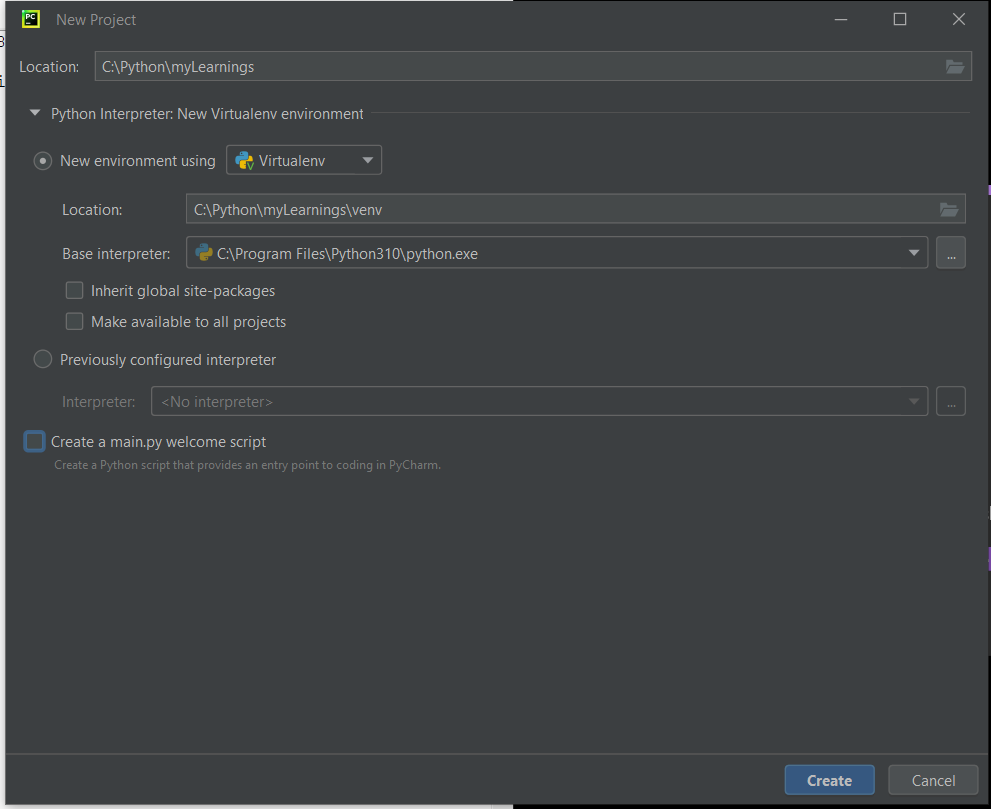 PC New Project
Location: C:\Python\myLearnings
Python Interpreter: New Virtualenv environment
New environment using Virtualenv
Location: C:\Python\myLearnings\venv
Base interpreter: C:\Program Files\Python310\python.exe ...
Inherit global site-packages
Make available to all projects
Previously configured interpreter
Interpreter: <No interpreter> ...
Create a main.py welcome script
Create a Python script that provides an entry point to coding in PyCharm.
Create Cancel